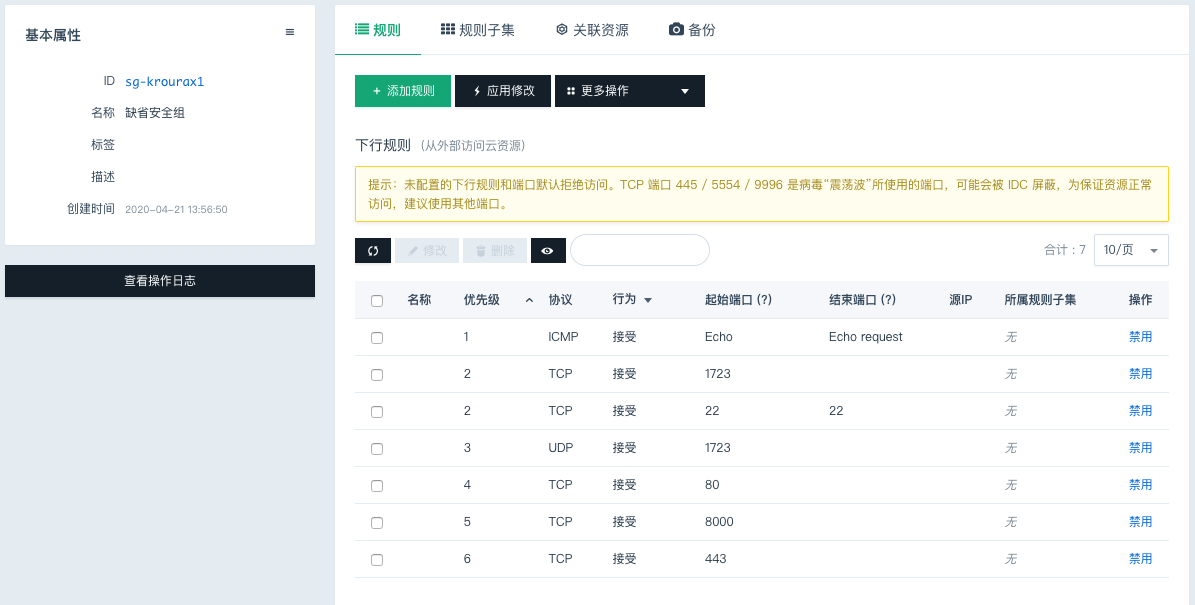 基本属性
ID sg-krourax1
名称 缺省安全组
标签
描述
创建时间 2020-04-21 13:56:50
查看操作日志
规则 规则子集 关联资源 备份
+ 添加规则 应用修改 更多操作
下行规则 (从外部访问云资源)
提示：未配置的下行规则和端口默认拒绝访问。TCP 端口 445 / 5554 / 9996 是病毒“震荡波”所使用的端口，可能会被 IDC 屏蔽，为保证资源正常
访问，建议使用其他端口。
修改 删除 合计：7 10/页
名称 优先级 协议 行为 起始端口 (?) 结束端口 (?) 源IP 所属规则子集 操作
1 ICMP 接受 Echo Echo request 无 禁用
2 TCP 接受 1723 无 禁用
2 TCP 接受 22 22 无 禁用
3 UDP 接受 1723 无 禁用
4 TCP 接受 80 无 禁用
5 TCP 接受 8000 无 禁用
6 TCP 接受 443 无 禁用